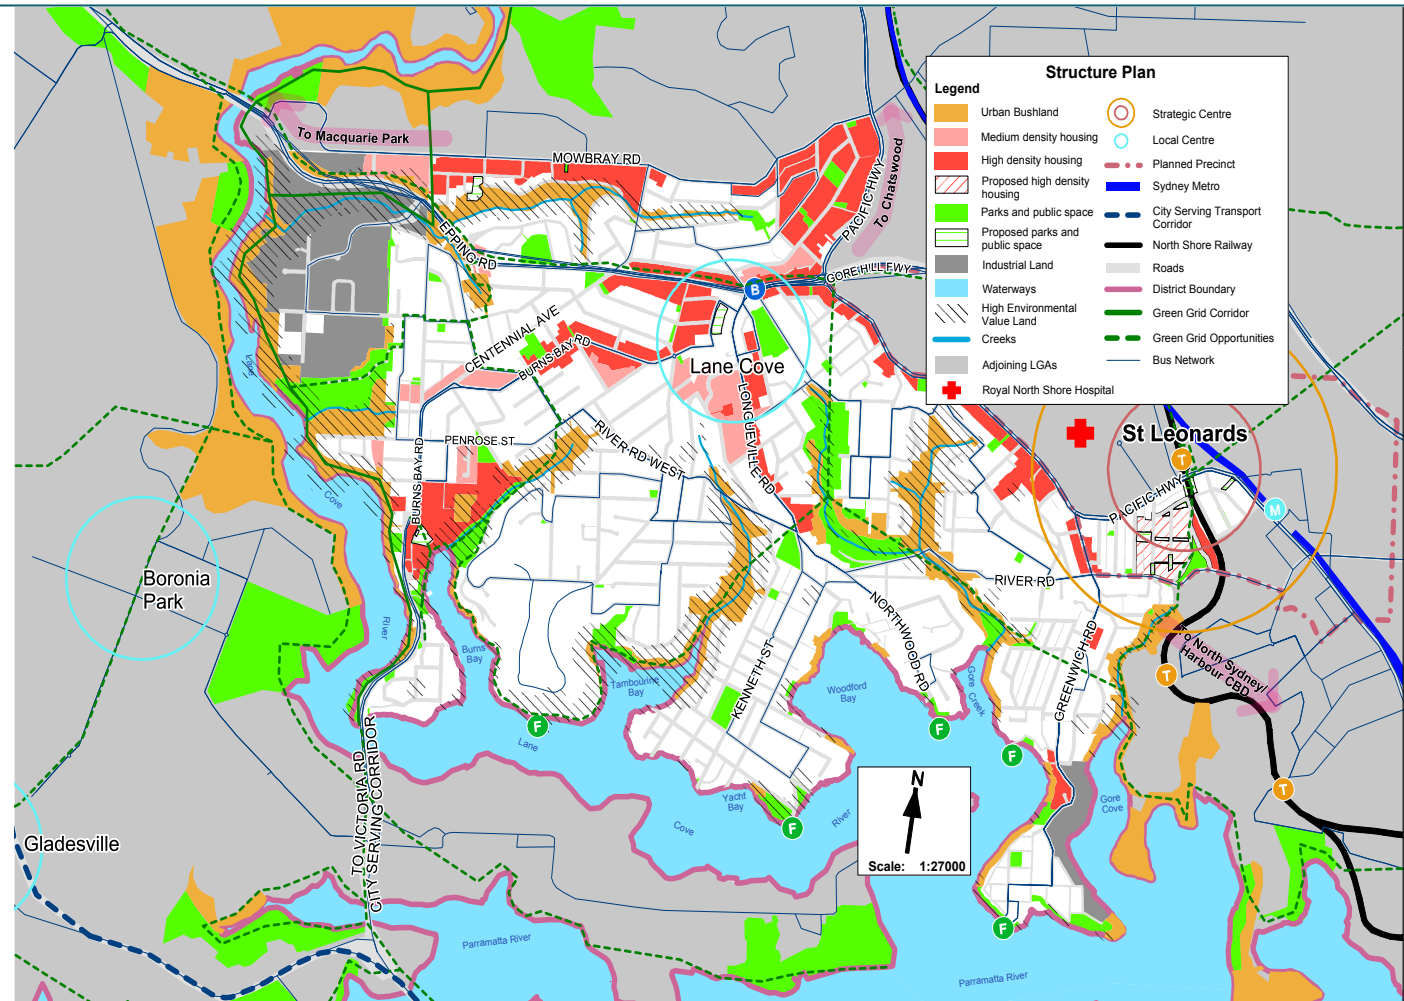 Structure Plan
Legend
Urban Bushland
Medium density housing
High density housing
Proposed high density
housing
Parks and public space
Proposed parks and
public space
Industrial Land
Waterways
High Environmental
Value Land
Creeks
Adjoining LGAs
Royal North Shore Hospital
Strategic Centre
Local Centre
Planned Precinct
Sydney Metro
City Serving Transport
Corridor
North Shore Railway
Roads
District Boundary
Green Grid Corridor
Green Grid Opportunities
Bus Network
To Macquarie Park
MOWBRAY RD
PACIFIC HWY
To Chatswood
EPPING RD
GORE HILL FWY
B
CENTENNIAL AVE
BURNS BAY RD
Lane Cove
LONGUEVILLE RD
Lane
St Leonards
T
PENROSE ST
BURNS BAY RD
RIVER RD WEST
PACIFIC HWY
M
Cove
Boronia
Park
RIVER RD
NORTHWOOD RD
River
Burns
Bay
Tambourine
Bay
KENNETH ST
Woodford
Bay
Gore Creek
GREENWICH RD
To North Sydney/
Harbour CBD
T
F
Lane
F
F
TO VICTORIA RD
CITY SERVING CORRIDOR
N
Scale: 1:27000
Yacht
Bay
Cove
River
F
Gore
Cove
T
Gladesville
F
Parramatta River
Parramatta River